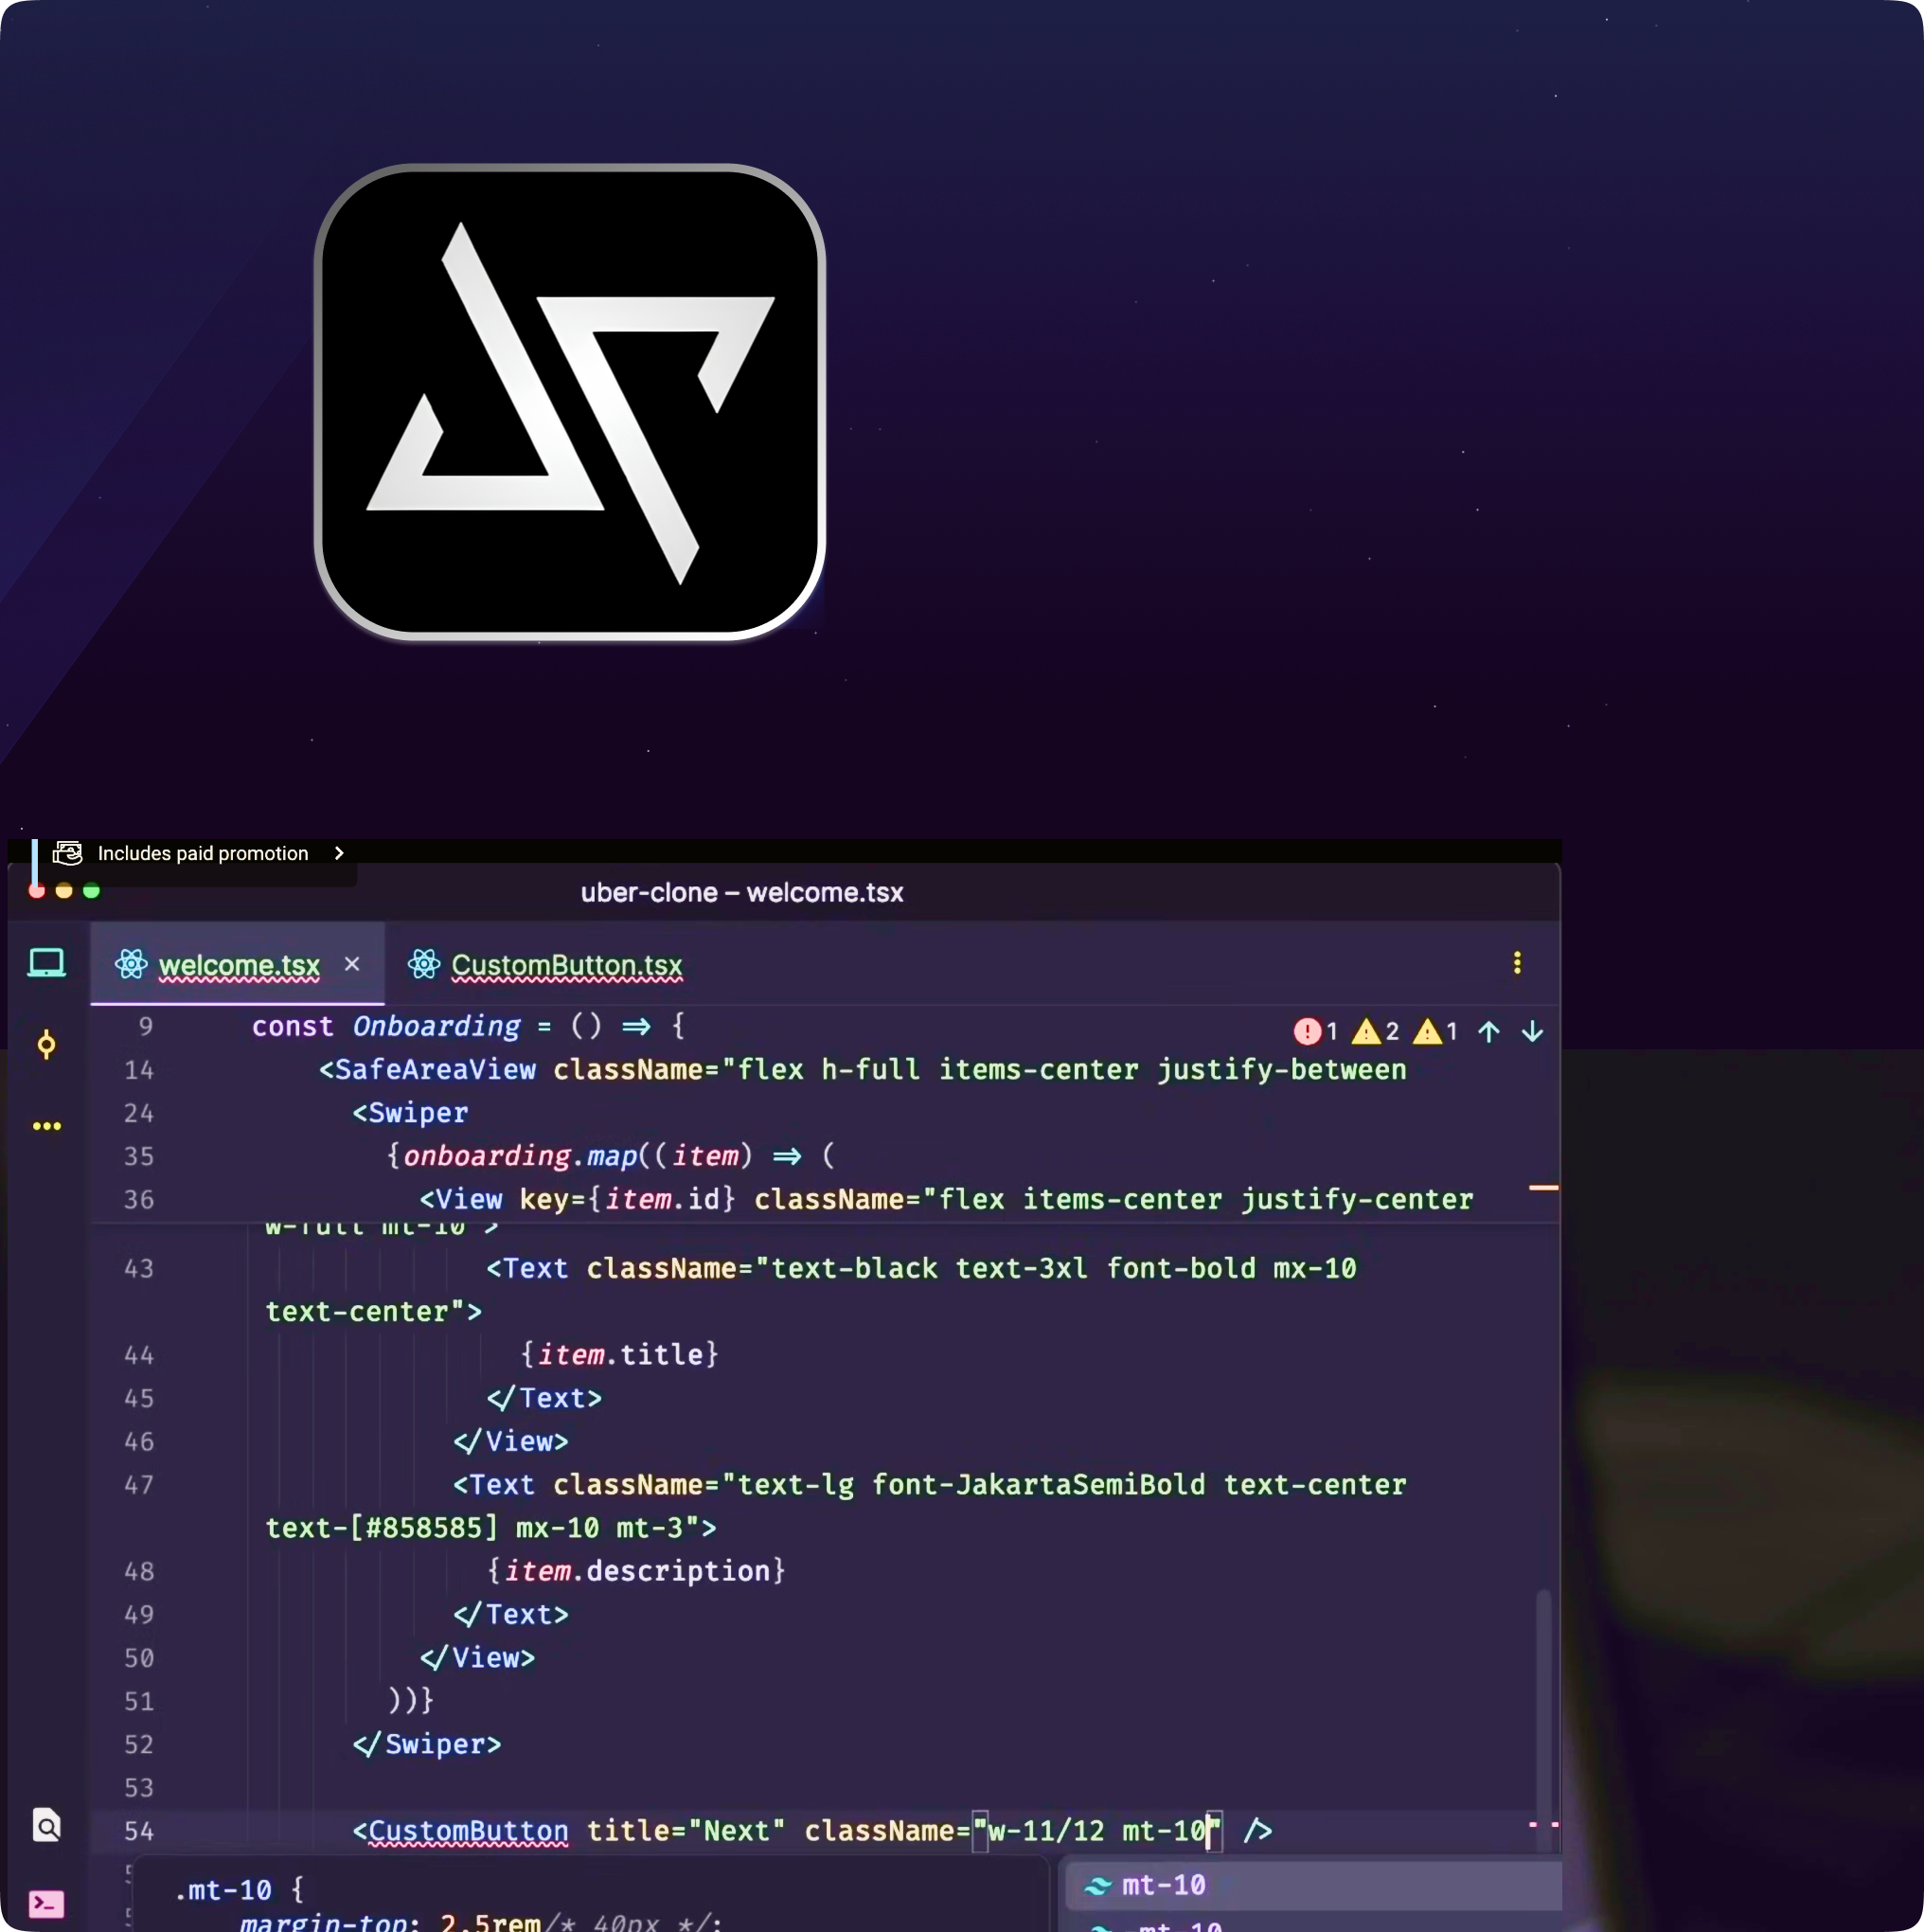 Includes paid promotion
uber-clone – welcome.tsx
welcome.tsx × CustomButton.tsx
9 const Onboarding = () => {
1 2 1
14 <SafeAreaView className="flex h-full items-center justify-between
24 <Swiper
35 {onboarding.map((item) => (
36 <View key={item.id} className="flex items-center justify-center
w-full mt-10">
43 <Text className="text-black text-3xl font-bold mx-10
text-center">
44 {item.title}
45 </Text>
46 </View>
47 <Text className="text-lg font-JakartaSemiBold text-center
text-[#858585] mx-10 mt-3">
48 {item.description}
49 </Text>
50 </View>
51 ))}
52 </Swiper>
53
54 <CustomButton title="Next" className="w-11/12 mt-10" />
.mt-10 {
margin-top: 2.5rem/* 40px */;
mt-10
-mt-10